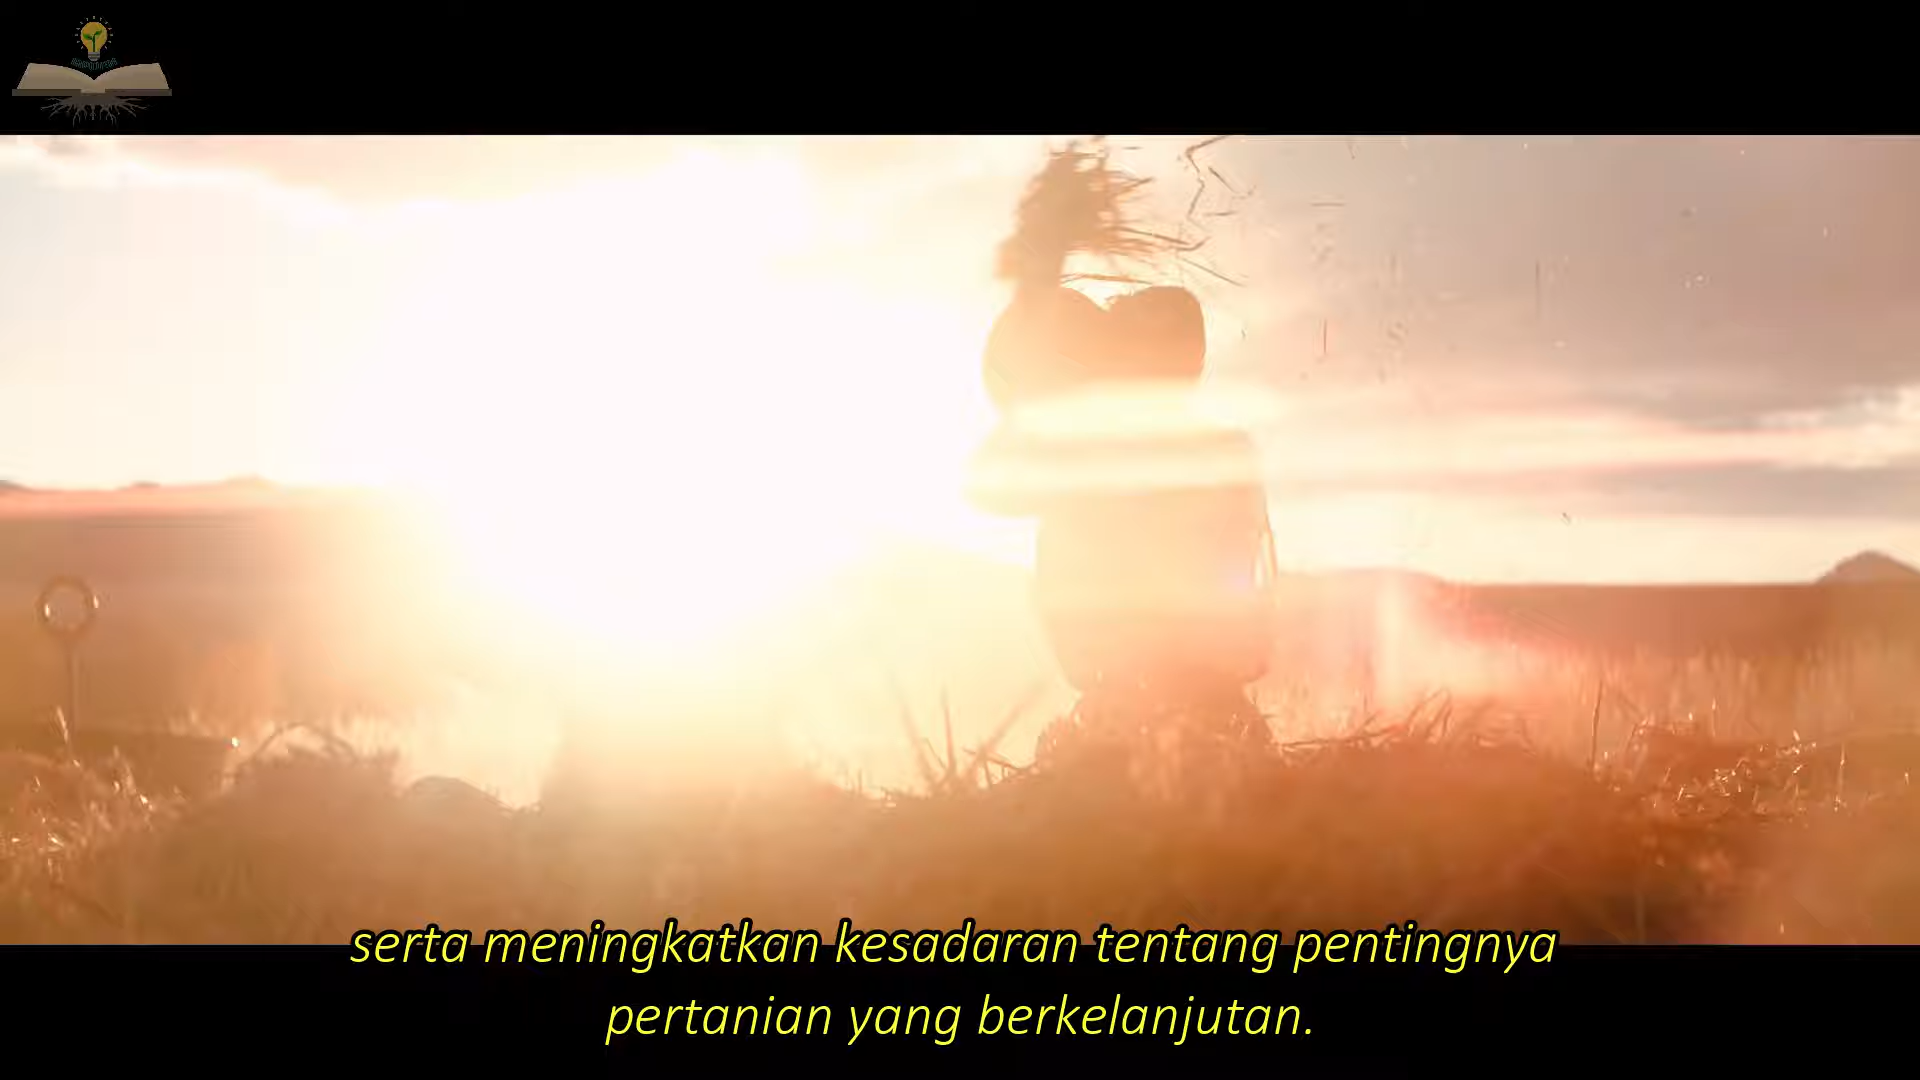 serta meningkatkan kesadaran tentang pentingnya
pertanian yang berkelanjutan.